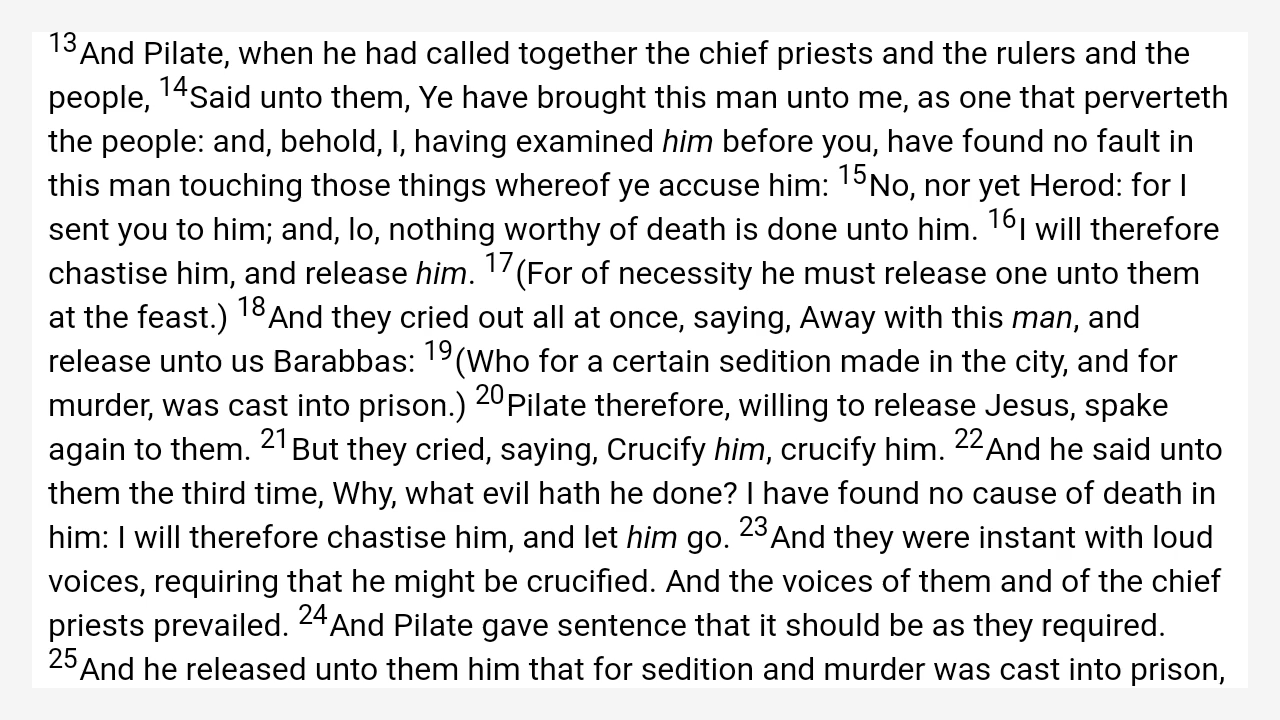 13And Pilate, when he had called together the chief priests and the rulers and the
people, 14Said unto them, Ye have brought this man unto me, as one that perverteth
the people: and, behold, I, having examined him before you, have found no fault in
this man touching those things whereof ye accuse him: 15No, nor yet Herod: for I
sent you to him; and, lo, nothing worthy of death is done unto him. 16I will therefore
chastise him, and release him. 17(For of necessity he must release one unto them
at the feast.) 18And they cried out all at once, saying, Away with this man, and
release unto us Barabbas: 19(Who for a certain sedition made in the city, and for
murder, was cast into prison.) 20Pilate therefore, willing to release Jesus, spake
again to them. 21But they cried, saying, Crucify him, crucify him. 22And he said unto
them the third time, Why, what evil hath he done? I have found no cause of death in
him: I will therefore chastise him, and let him go. 23And they were instant with loud
voices, requiring that he might be crucified. And the voices of them and of the chief
priests prevailed. 24And Pilate gave sentence that it should be as they required.
25And he released unto them him that for sedition and murder was cast into prison,